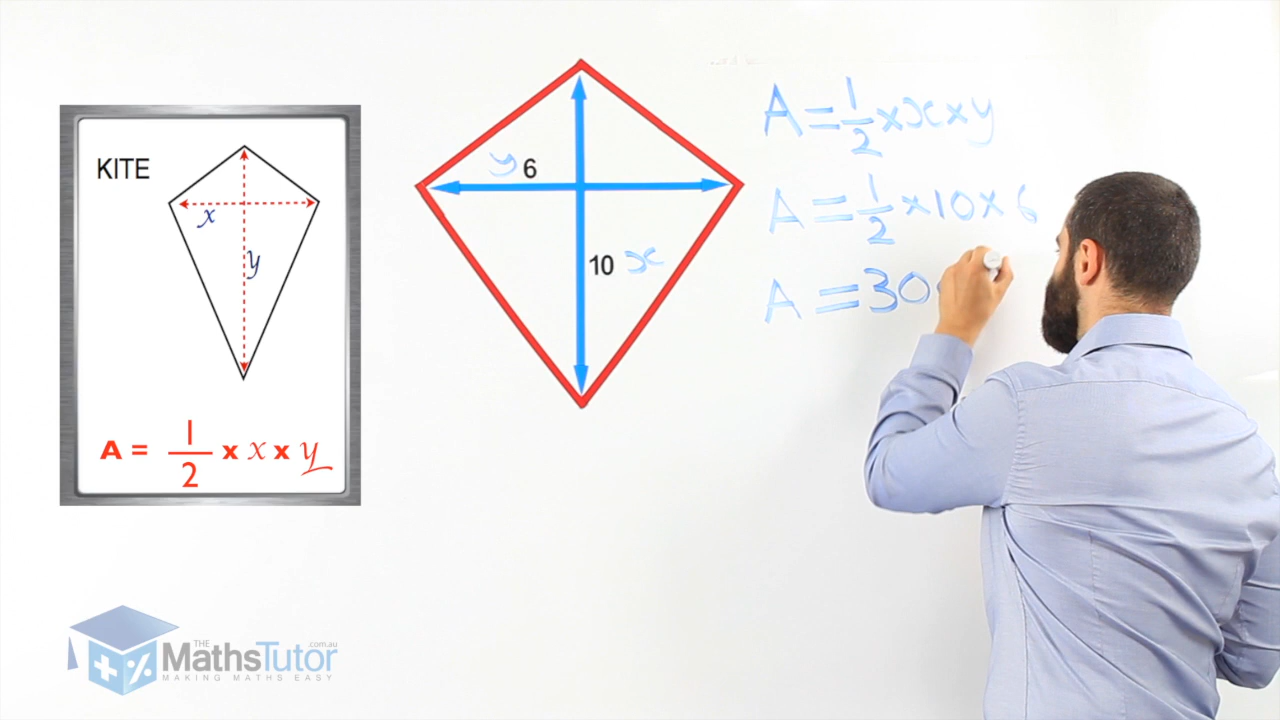 KITE
x
y
A = 1/2 x x x y
y 6
10 x
A = 1/2 × x × y
A = 1/2 × 10 × 6
A = 30
THE MathsTutor .com.au
MAKING MATHS EASY